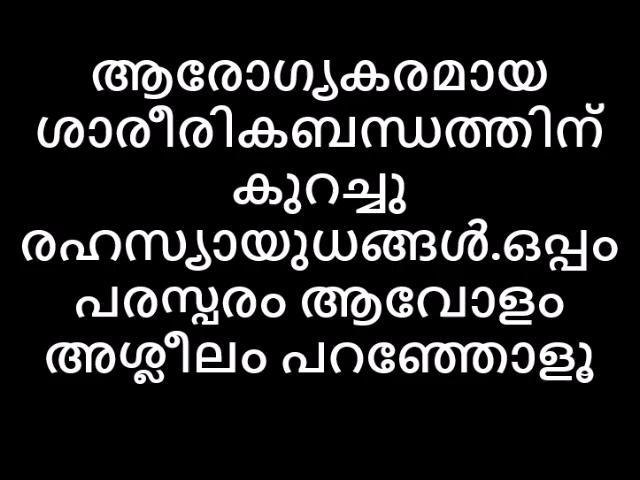 ആരോഗ്യകരമായ
ശാരീരികബന്ധത്തിന്
കുറച്ചു
രഹസ്യായുധങ്ങൾ.ഒപ്പം
പരസ്പരം ആവോളം
അശ്ലീലം പറഞ്ഞോളൂ